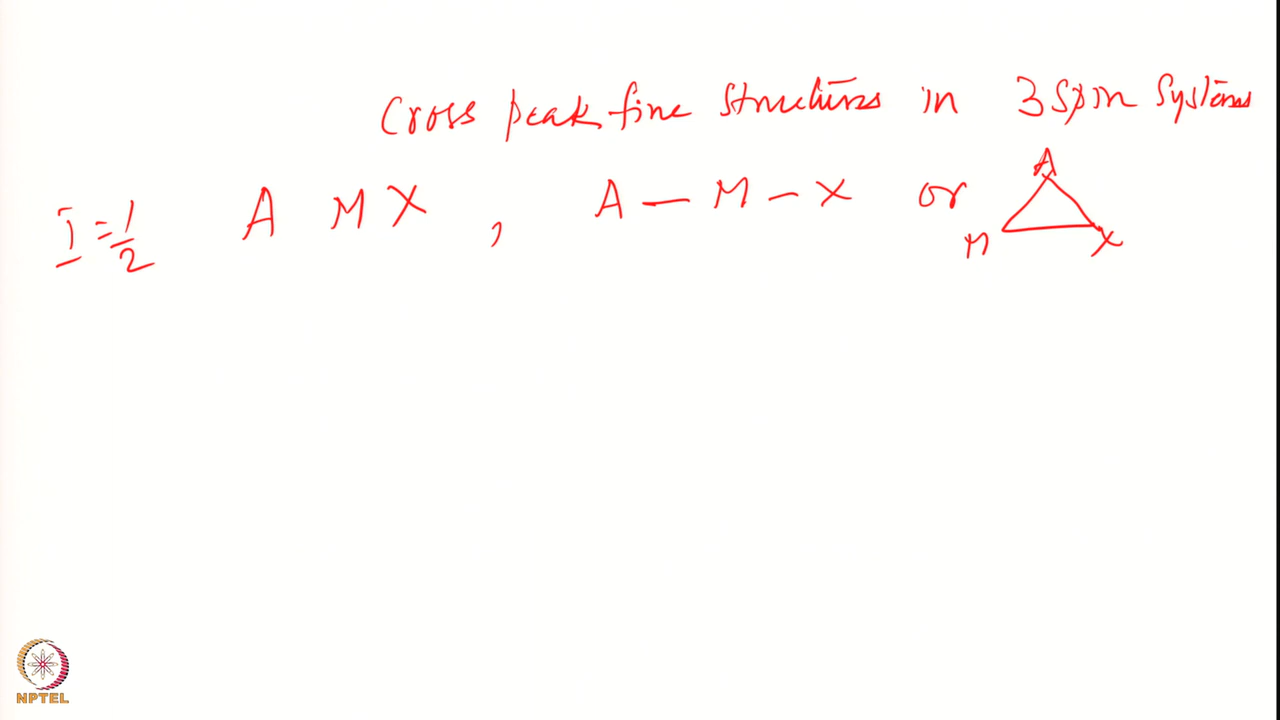 Cross peak fine structures in 3 spin systems
I = 1/2 A M X , A — M — X or A
M X
NPTEL